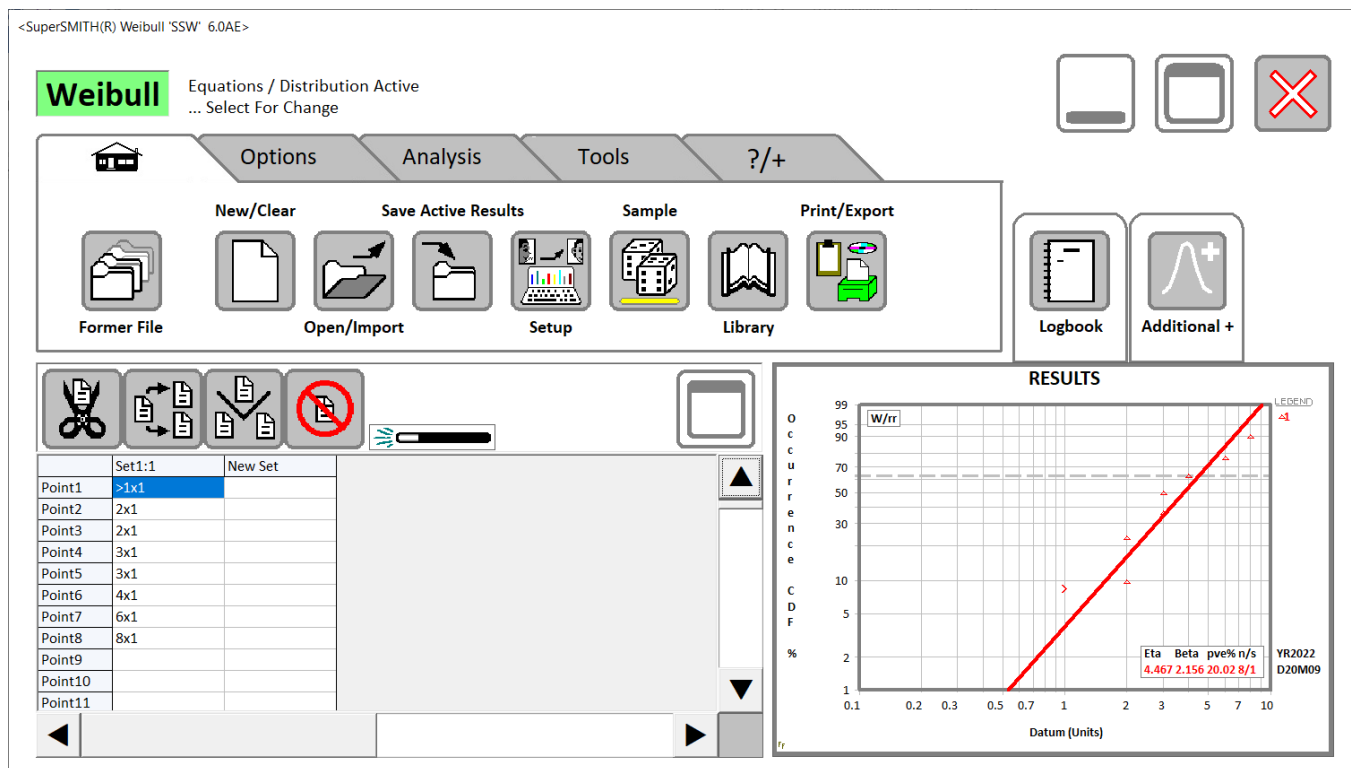 <SuperSMITH(R) Weibull 'SSW' 6.0AE>
Weibull
Equations / Distribution Active
... Select For Change
Options Analysis Tools ?/+
New/Clear Save Active Results Sample Print/Export
Former File Open/Import Setup Library
Logbook Additional +
Set1:1 New Set
Point1 >1x1
Point2 2x1
Point3 2x1
Point4 3x1
Point5 3x1
Point6 4x1
Point7 6x1
Point8 8x1
Point9
Point10
Point11
RESULTS
LEGEND
1
W/rr
Occurrence CDF %
99
95
90
70
50
30
10
5
2
1
Eta Beta pve% n/s
4.467 2.156 20.02 8/1
YR2022
D20M09
0.1 0.2 0.3 0.5 0.7 1 2 3 5 7 10
Datum (Units)